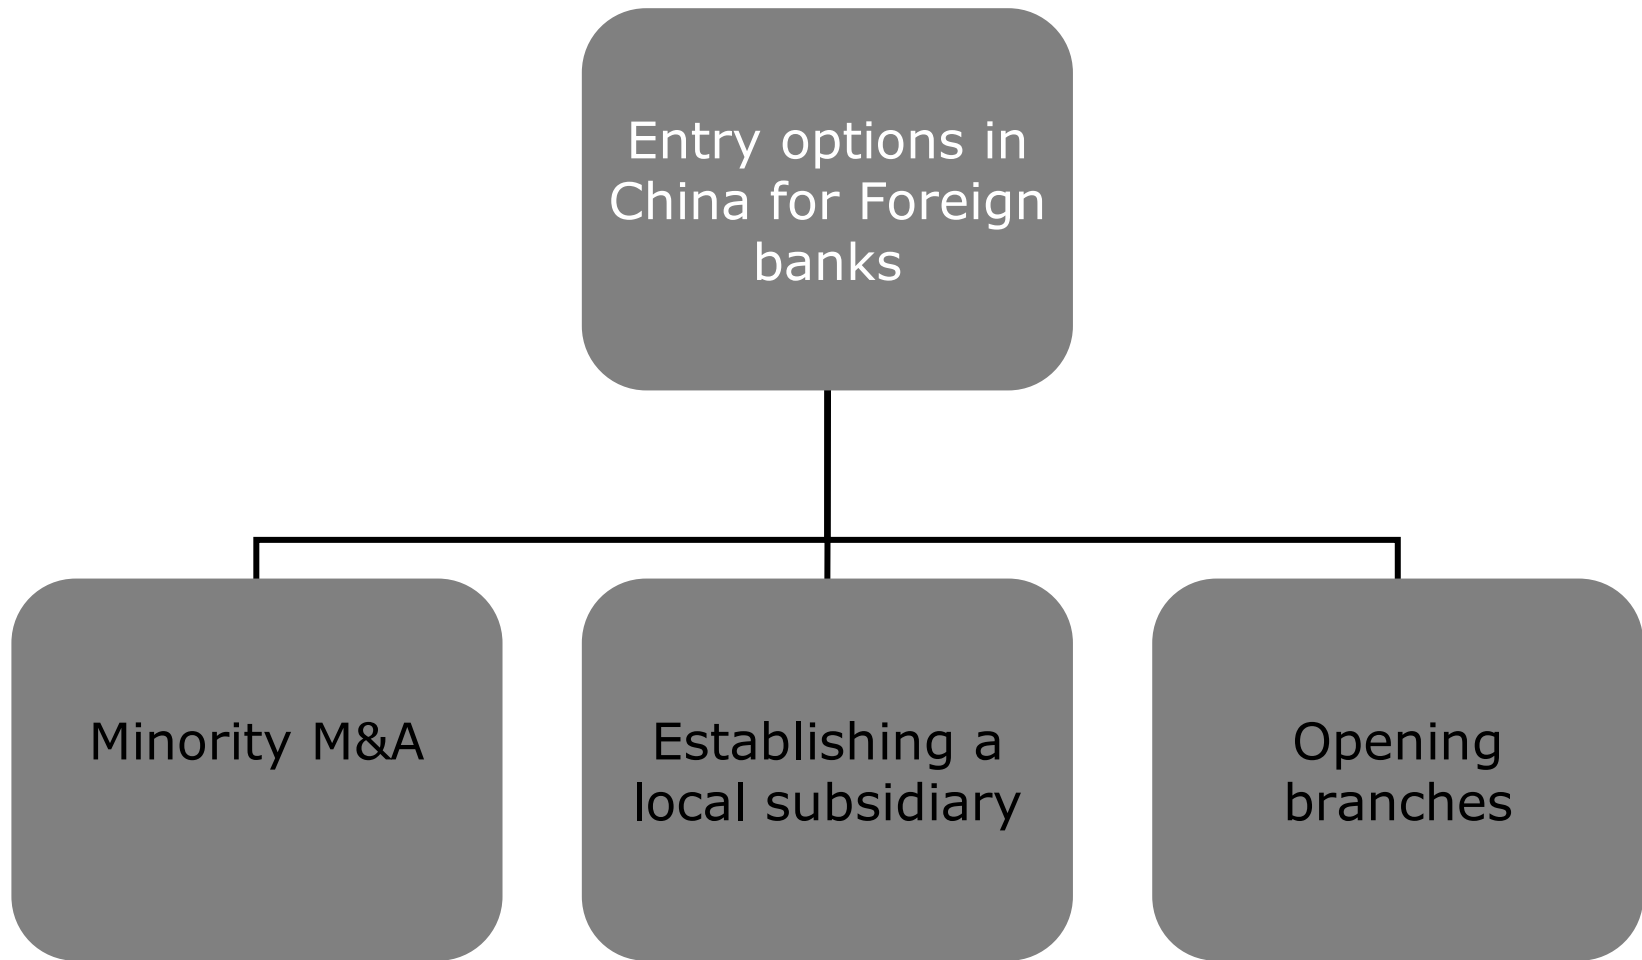 Entry options in
China for Foreign
banks
Minority M&A
Establishing a
local subsidiary
Opening
branches